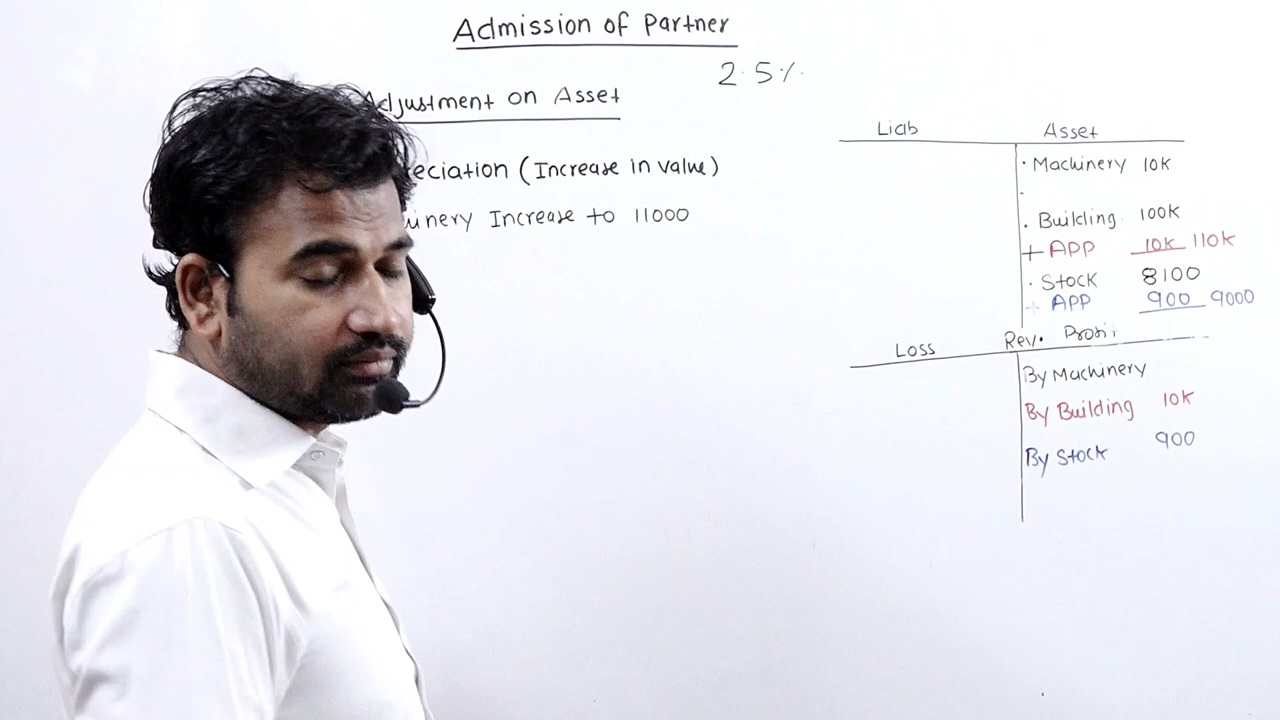 Admission of Partner
2.5%.
Adjustment on Asset
reciation (Increase in value)
inery Increase to 11000
Liab Asset
· Machinery 10K
·
· Building 100K
+ APP 10K 110K
· Stock 8100
+ APP 900 9000
Loss Rev. Profit
By Machinery
By Building 10K
By Stock 900